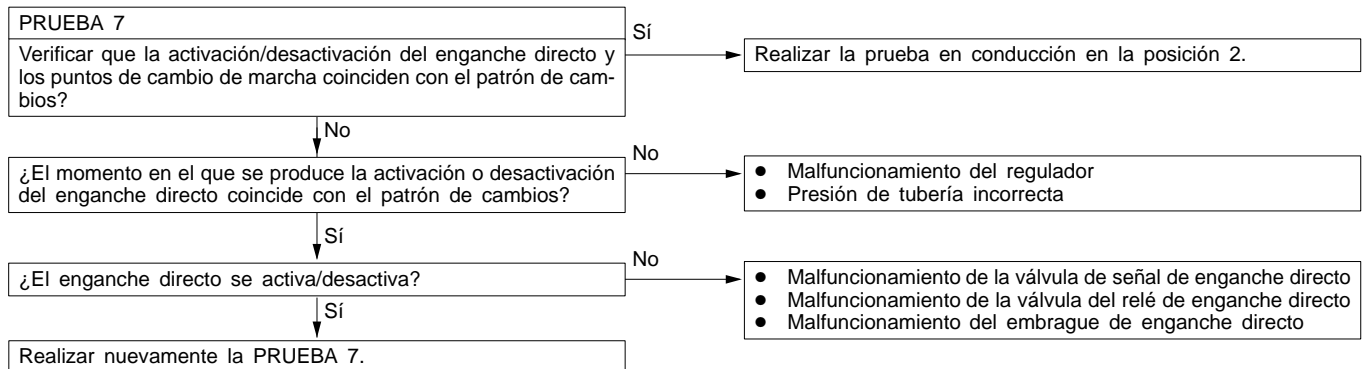 PRUEBA 7
Verificar que la activación/desactivación del enganche directo y
los puntos de cambio de marcha coinciden con el patrón de cam-
bios?
Sí
Realizar la prueba en conducción en la posición 2.
No
¿El momento en el que se produce la activación o desactivación
del enganche directo coincide con el patrón de cambios?
No
● Malfuncionamiento del regulador
● Presión de tubería incorrecta
Sí
¿El enganche directo se activa/desactiva?
No
● Malfuncionamiento de la válvula de señal de enganche directo
● Malfuncionamiento de la válvula del relé de enganche directo
● Malfuncionamiento del embrague de enganche directo
Sí
Realizar nuevamente la PRUEBA 7.